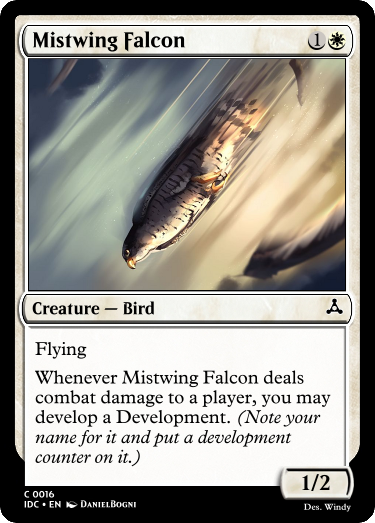 Mistwing Falcon 1
Creature — Bird
Flying
Whenever Mistwing Falcon deals
combat damage to a player, you may
develop a Development. (Note your
name for it and put a development
counter on it.)
1/2
C 0016
IDC • EN DanielBogni
Des. Windy